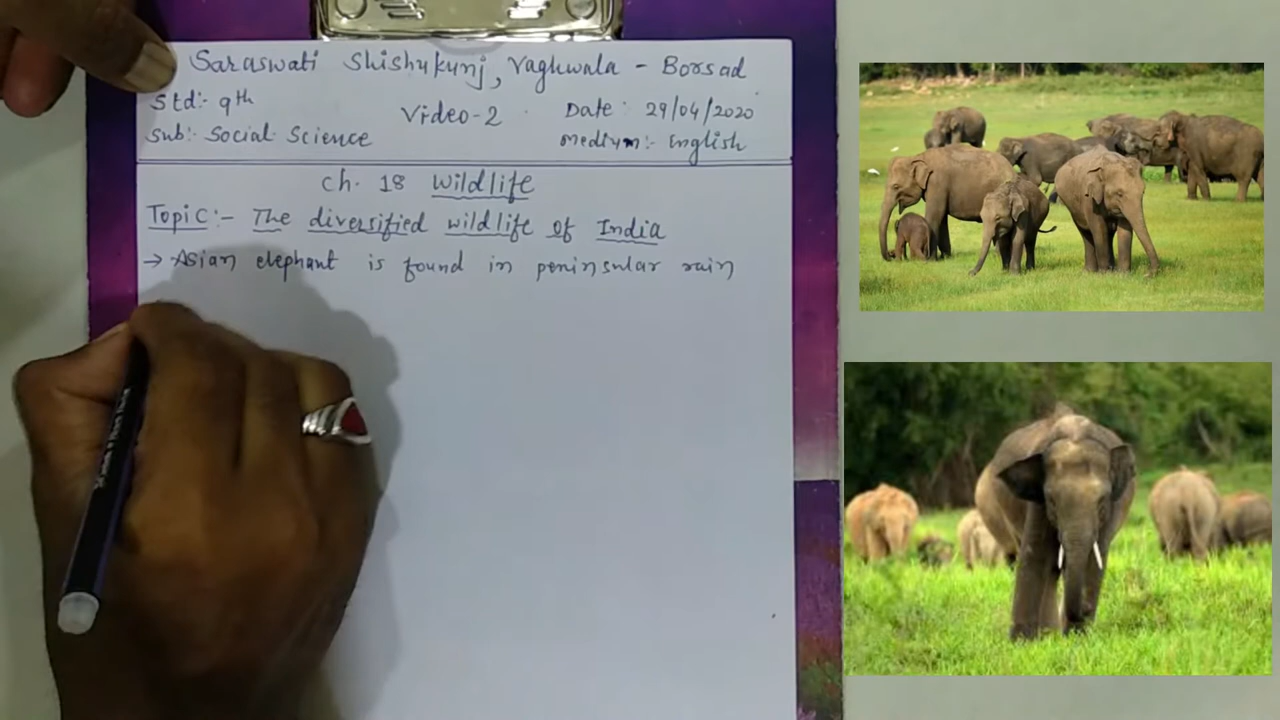 Saraswati Shishukunj, Vaghwala - Borsad
Std:- 9th
Video-2
Date : 29/04/2020
Sub:- Social Science
Medium:- English
Ch. 18 Wildlife
Topic:- The diversified wildlife of India
→ Asian elephant is found in peninsular rain